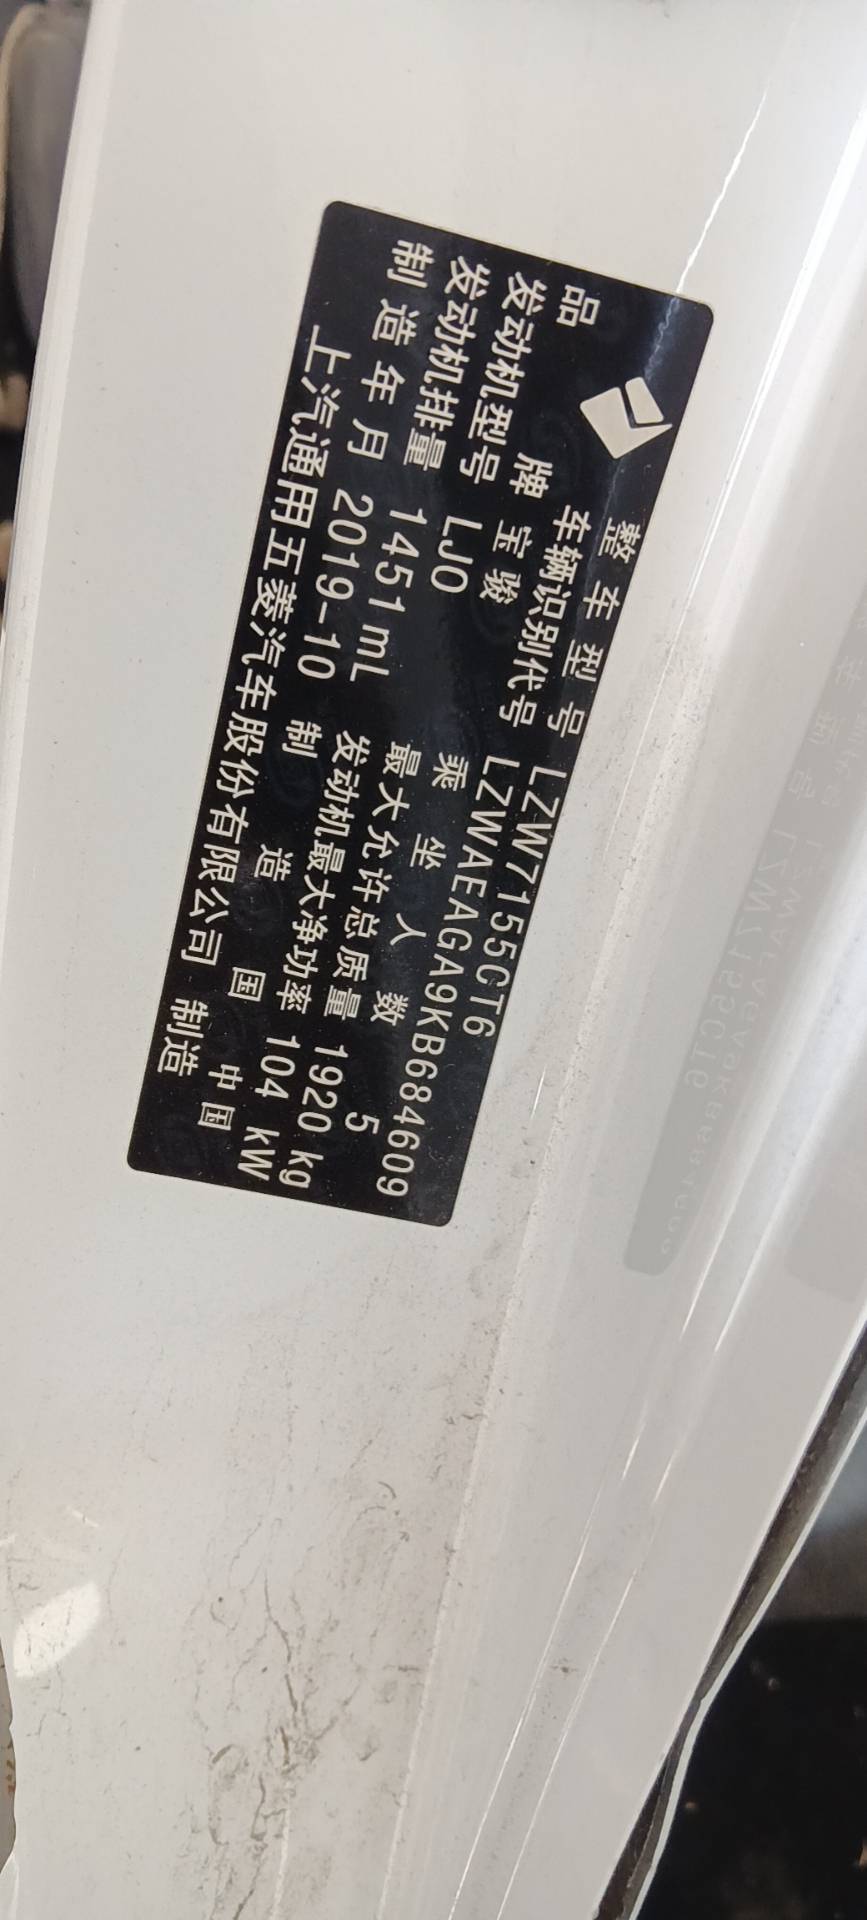 整车型号 LZW7155CT6
车辆识别代号 LZWAEAGA9KB684609
品牌 宝骏 乘坐人数 5
发动机型号 LJO 最大允许总质量 1920 kg
发动机排量 1451 mL 发动机最大净功率 104 kW
制造年月 2019-10 制造国 中国
上汽通用五菱汽车股份有限公司 制造